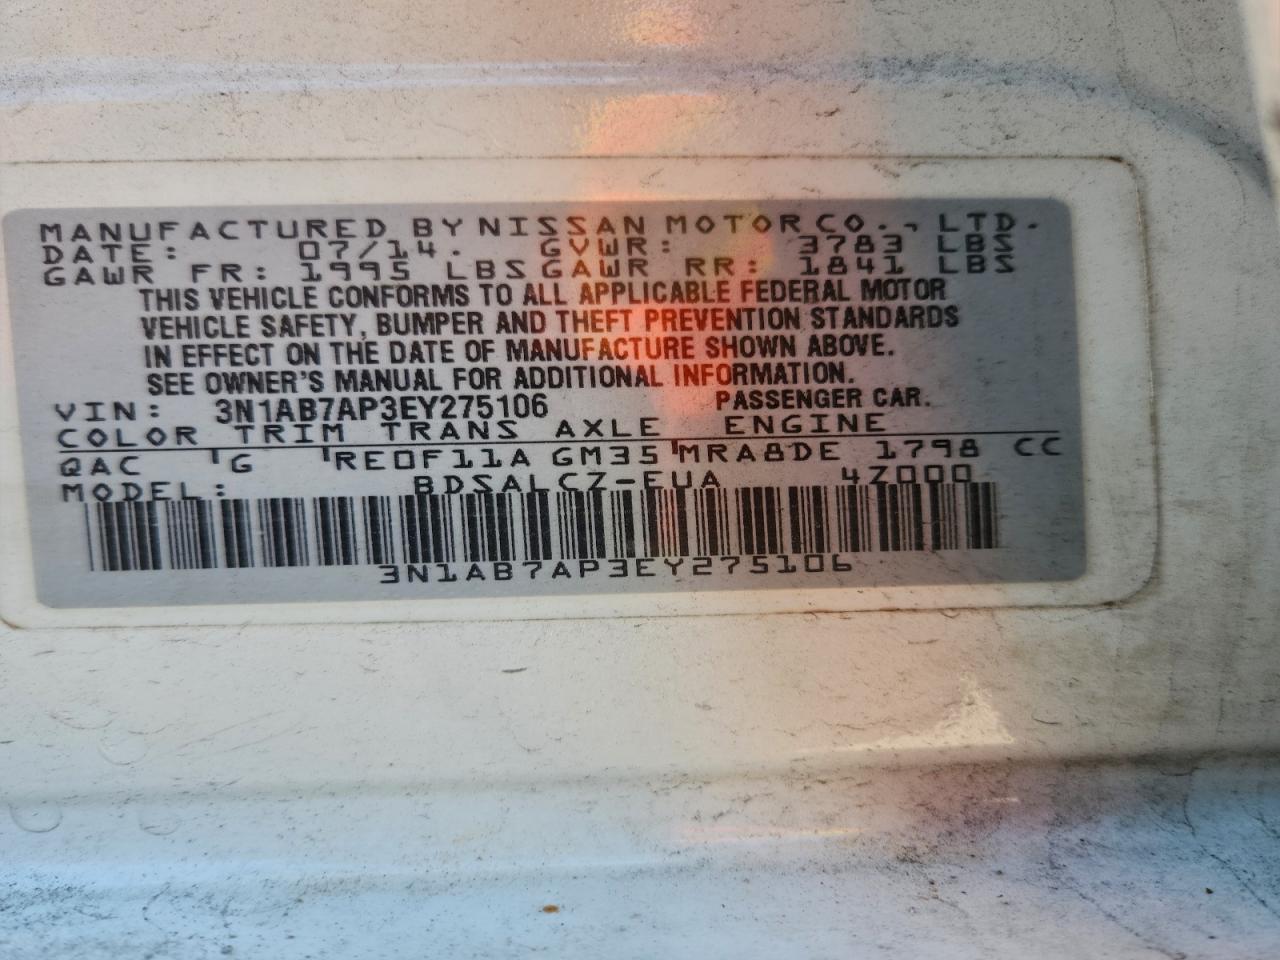 MANUFACTURED BY NISSAN MOTOR CO., LTD.
DATE: 07/14. GVWR: 3783 LBS
GAWR FR: 1995 LBS GAWR RR: 1841 LBS
THIS VEHICLE CONFORMS TO ALL APPLICABLE FEDERAL MOTOR
VEHICLE SAFETY, BUMPER AND THEFT PREVENTION STANDARDS
IN EFFECT ON THE DATE OF MANUFACTURE SHOWN ABOVE.
SEE OWNER'S MANUAL FOR ADDITIONAL INFORMATION.
VIN: 3N1AB7AP3EY275106 PASSENGER CAR.
COLOR TRIM TRANS AXLE ENGINE
QAC G RE0F11A GM35 MRA8DE 1798 CC
MODEL: BDSALCZ-EUA 4Z000
3N1AB7AP3EY275106